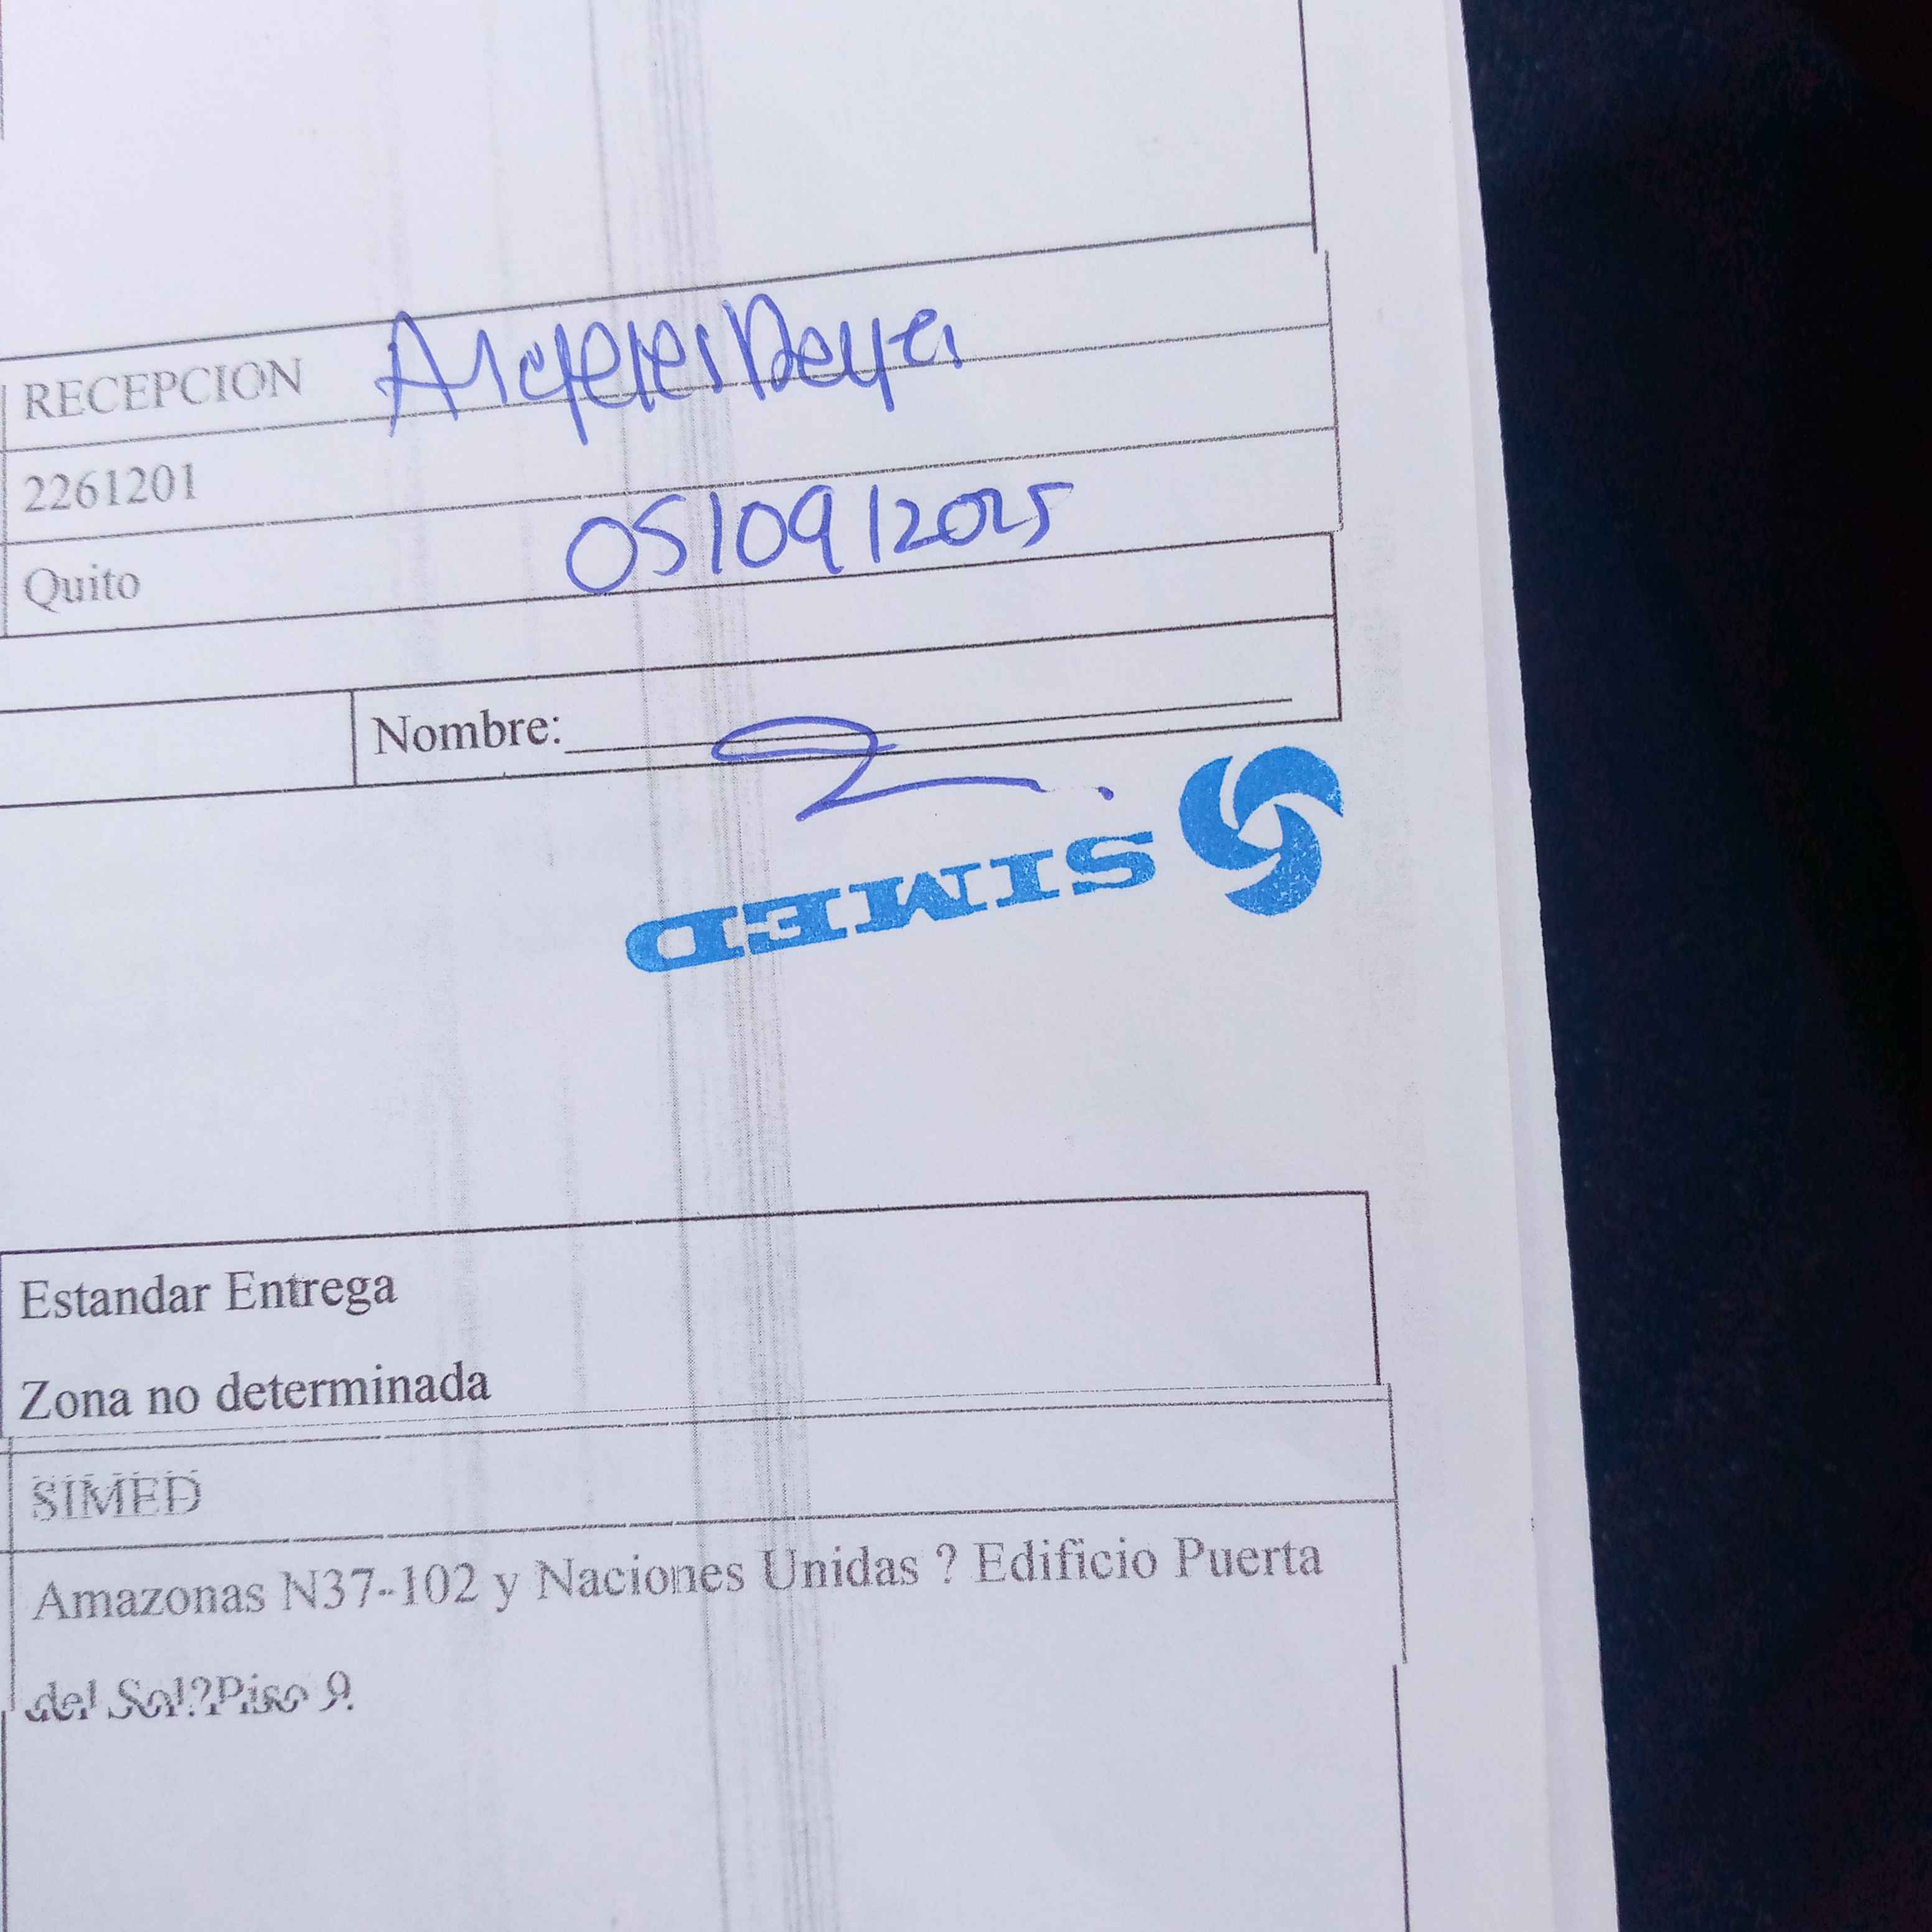 RECEPCION
2261201
Quito 05/09/2025
Nombre:
SIMED
Estandar Entrega
Zona no determinada
SIMED
Amazonas N37-102 y Naciones Unidas ? Edificio Puerta
del Sol?Piso 9.